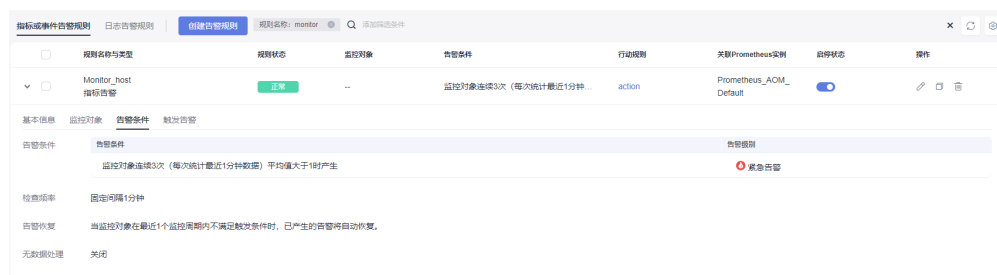 指标或事件告警规则 日志告警规则 创建告警规则 规则名称: monitor 添加筛选条件
规则名称与类型 规则状态 监控对象 告警条件 行动规则 关联Prometheus实例 启停状态 操作
Monitor_host
指标告警
正常 -- 监控对象连续3次（每次统计最近1分钟... action
Prometheus_AOM_
Default
基本信息 监控对象 告警条件 触发告警
告警条件 告警条件 告警级别
监控对象连续3次（每次统计最近1分钟数据）平均值大于1时产生 紧急告警
检查频率 固定间隔1分钟
告警恢复 当监控对象在最近1个监控周期内不满足触发条件时，已产生的告警将自动恢复。
无数据处理 关闭